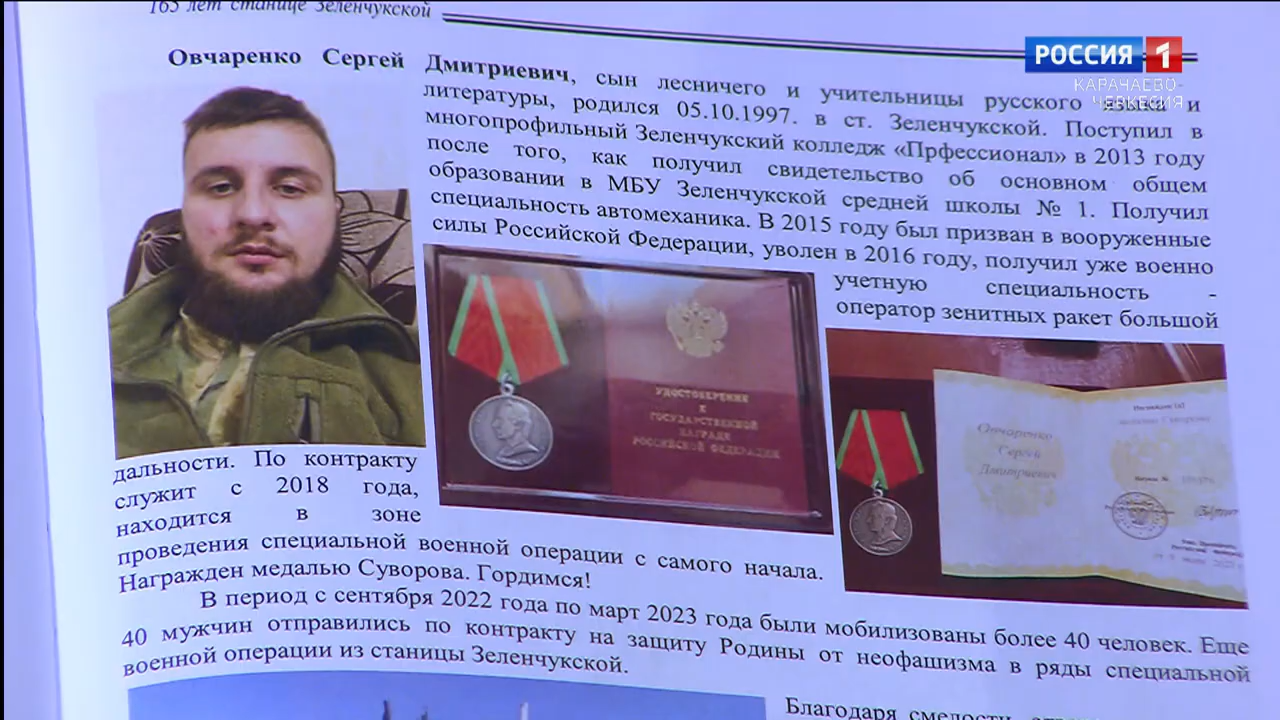 165 лет станице Зеленчукской
РОССИЯ 1
КАРАЧАЕВО
ЧЕРКЕСИЯ
Овчаренко Сергей Дмитриевич, сын лесничего и учительницы русского языка и
литературы, родился 05.10.1997. в ст. Зеленчукской. Поступил в
многопрофильный Зеленчукский колледж «Прфессионал» в 2013 году
после того, как получил свидетельство об основном общем
образовании в МБУ Зеленчукской средней школы № 1. Получил
специальность автомеханика. В 2015 году был призван в вооруженные
силы Российской Федерации, уволен в 2016 году, получил уже военно
учетную специальность -
оператор зенитных ракет большой
УДОСТОВЕРЕНИЕ
К
ГОСУДАРСТВЕННОЙ
НАГРАДЕ
РОССИЙСКОЙ ФЕДЕРАЦИИ
Овчаренко
Сергей
Дмитриевич
дальности. По контракту
служит с 2018 года,
находится в зоне
проведения специальной военной операции с самого начала.
Награжден медалью Суворова. Гордимся!
В период с сентября 2022 года по март 2023 года были мобилизованы более 40 человек. Еще
40 мужчин отправились по контракту на защиту Родины от неофашизма в ряды специальной
военной операции из станицы Зеленчукской.
Благодаря смелости,